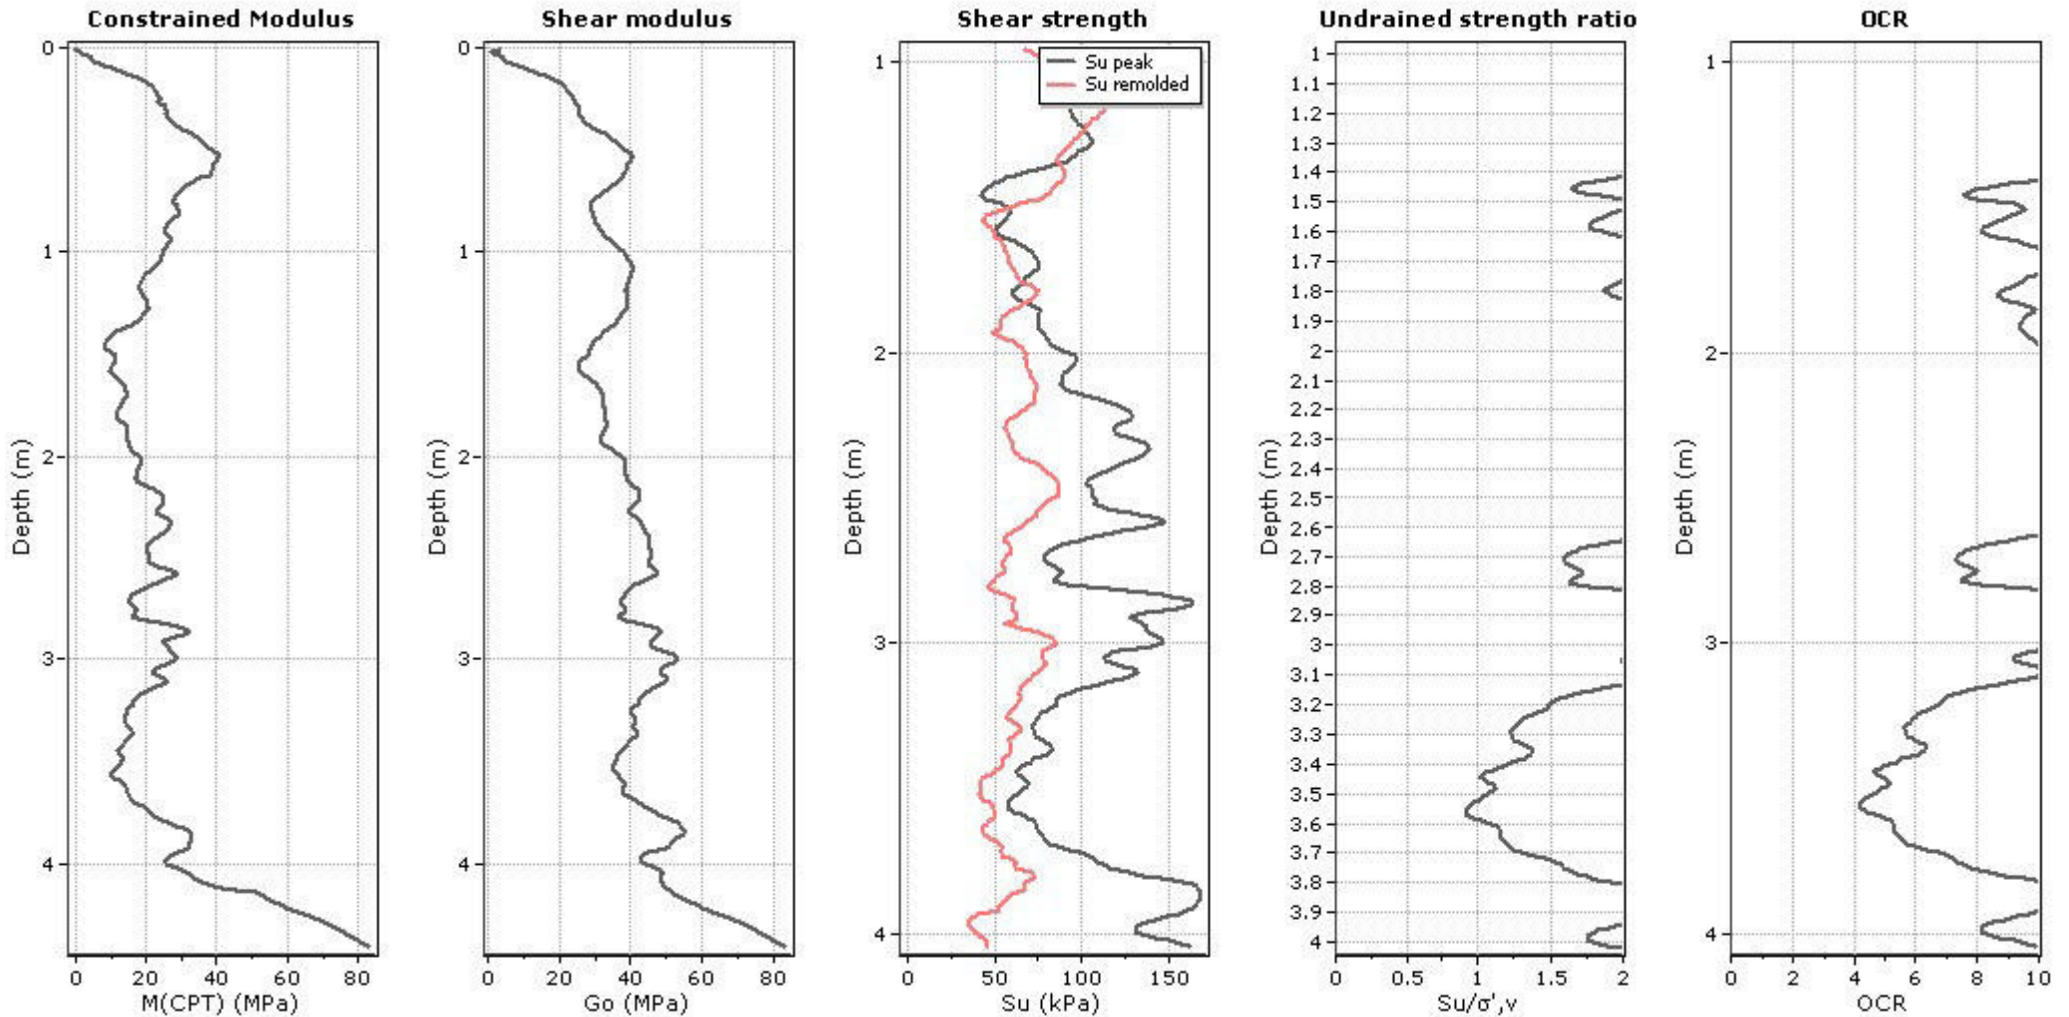 Constrained Modulus
Depth (m)
0
1
2
3
4
0 20 40 60 80
M(CPT) (MPa)
Shear modulus
Depth (m)
0
1
2
3
4
0 20 40 60 80
Go (MPa)
Shear strength
Su peak
Su remolded
Depth (m)
1
2
3
4
0 50 100 150
Su (kPa)
Undrained strength ratio
Depth (m)
1
1.1
1.2
1.3
1.4
1.5
1.6
1.7
1.8
1.9
2
2.1
2.2
2.3
2.4
2.5
2.6
2.7
2.8
2.9
3
3.1
3.2
3.3
3.4
3.5
3.6
3.7
3.8
3.9
4
0 0.5 1 1.5 2
Su/σ',v
OCR
Depth (m)
1
2
3
4
0 2 4 6 8 10
OCR